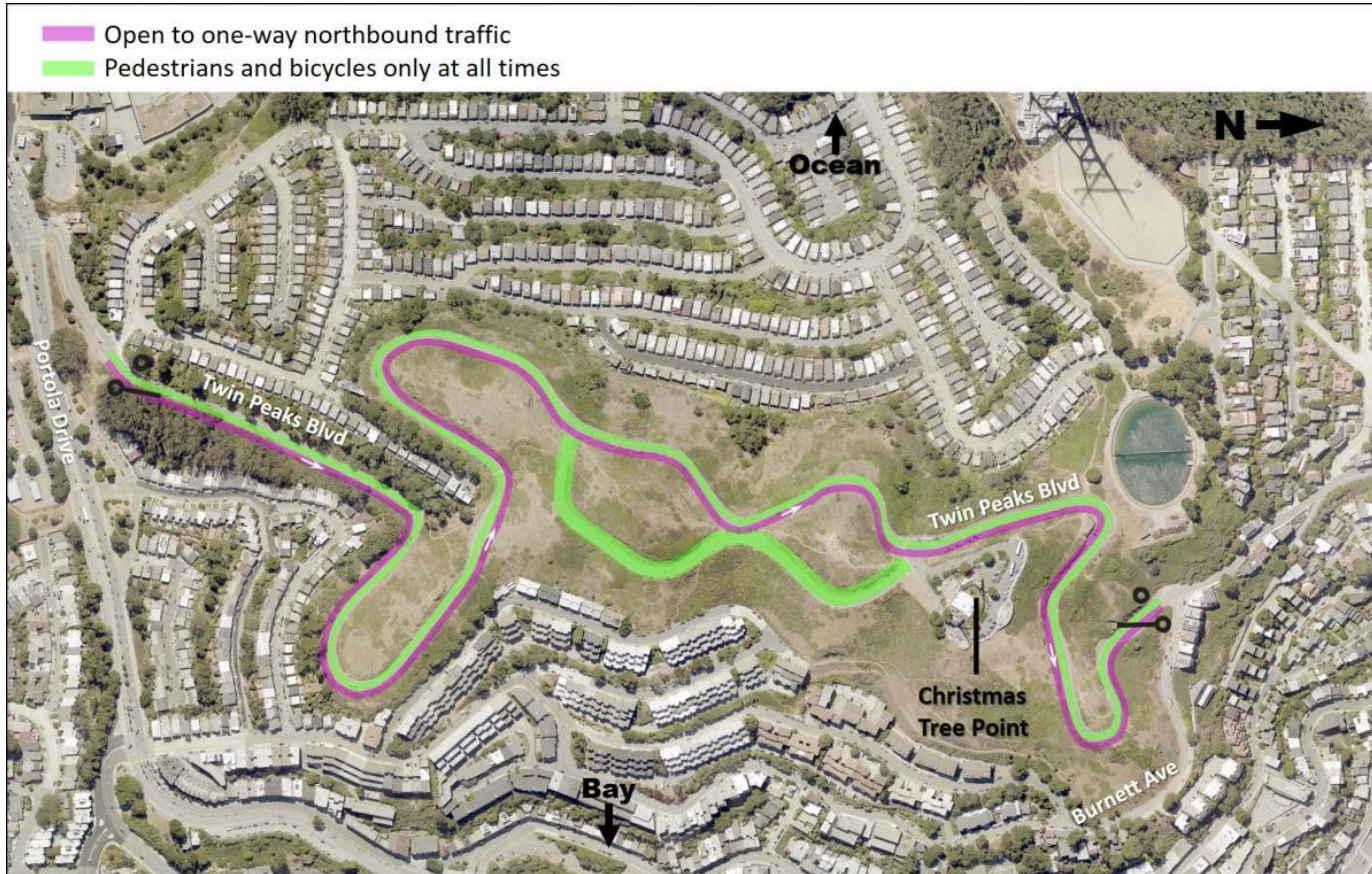 Open to one-way northbound traffic
Pedestrians and bicycles only at all times
N
Ocean
Portola Drive
Twin Peaks Blvd
Twin Peaks Blvd
Christmas
Tree Point
Bay
Burnett Ave